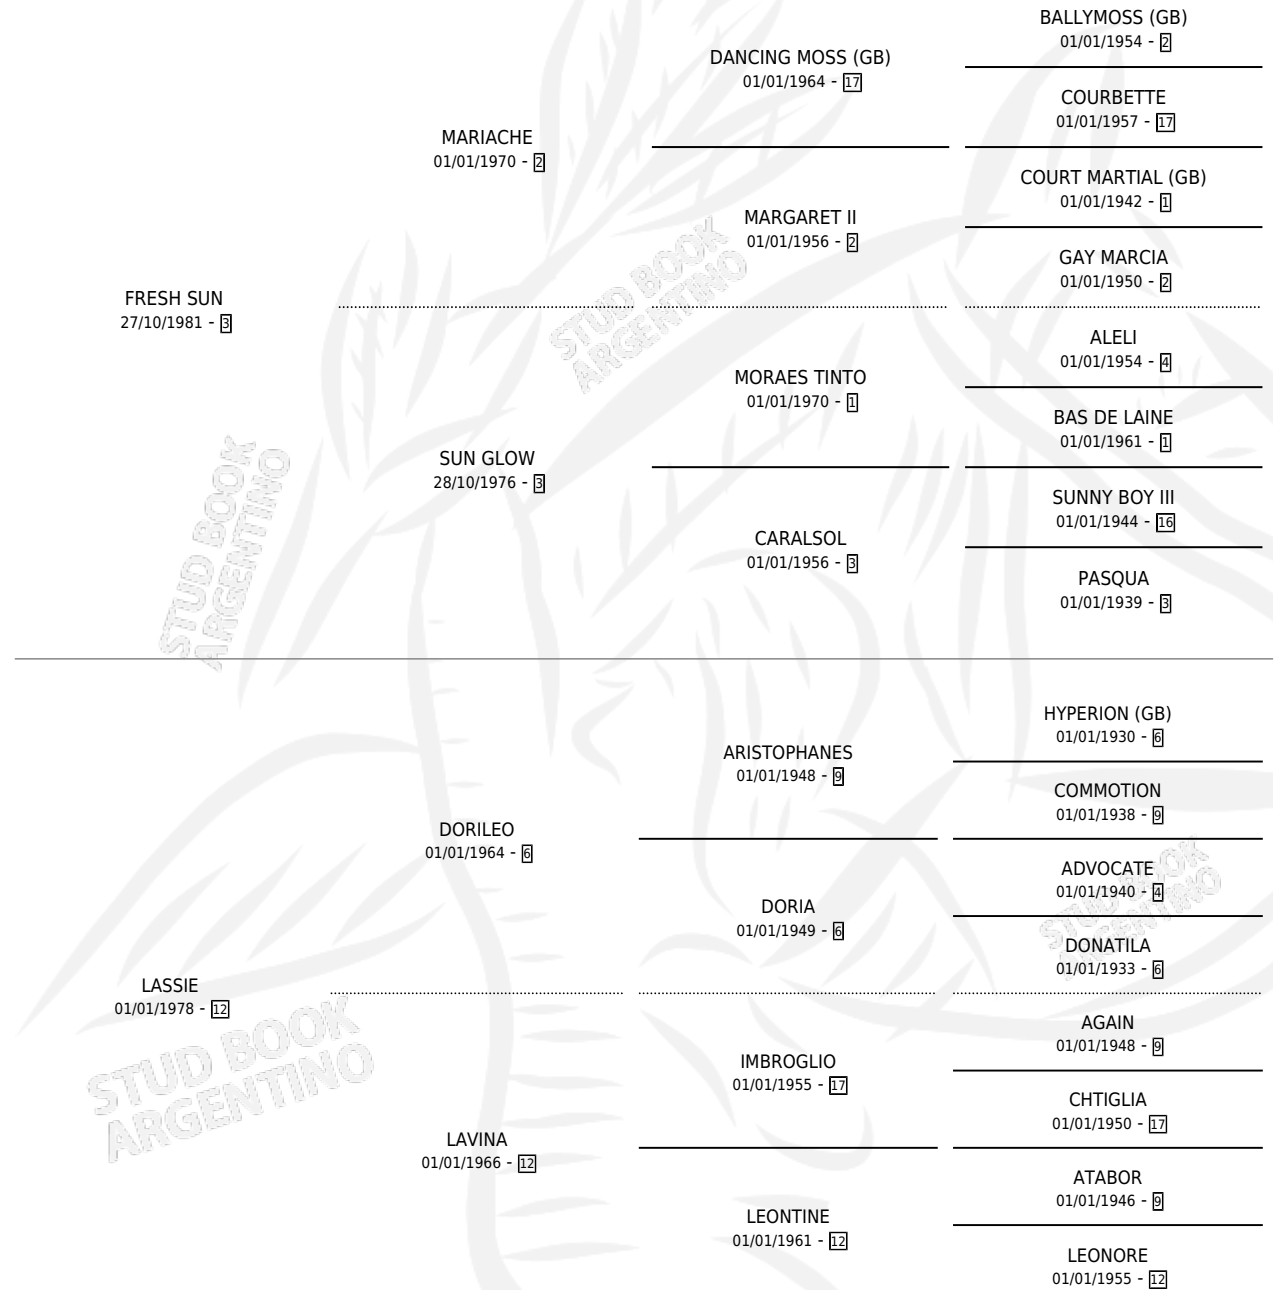 BALLYMOSS (GB)
01/01/1954 - 2
DANCING MOSS (GB)
01/01/1964 - 17
COURBETTE
01/01/1957 - 17
MARIACHE
01/01/1970 - 2
COURT MARTIAL (GB)
01/01/1942 - 1
MARGARET II
01/01/1956 - 2
GAY MARCIA
01/01/1950 - 2
FRESH SUN
27/10/1981 - 3
ALELI
01/01/1954 - 4
MORAES TINTO
01/01/1970 - 1
BAS DE LAINE
01/01/1961 - 1
SUN GLOW
28/10/1976 - 3
SUNNY BOY III
01/01/1944 - 16
CARALSOL
01/01/1956 - 3
PASQUA
01/01/1939 - 3
HYPERION (GB)
01/01/1930 - 6
ARISTOPHANES
01/01/1948 - 9
COMMOTION
01/01/1938 - 9
DORILEO
01/01/1964 - 6
ADVOCATE
01/01/1940 - 4
DORIA
01/01/1949 - 6
DONATILA
01/01/1933 - 6
LASSIE
01/01/1978 - 12
AGAIN
01/01/1948 - 9
IMBROGLIO
01/01/1955 - 17
CHTIGLIA
01/01/1950 - 17
LAVINA
01/01/1966 - 12
ATABOR
01/01/1946 - 9
LEONTINE
01/01/1961 - 12
LEONORE
01/01/1955 - 12
STUD BOOK
ARGENTINO
STUD BOOK
ARGENTINO
STUD BOOK
ARGENTINO
STUD BOOK
ARGENTINO